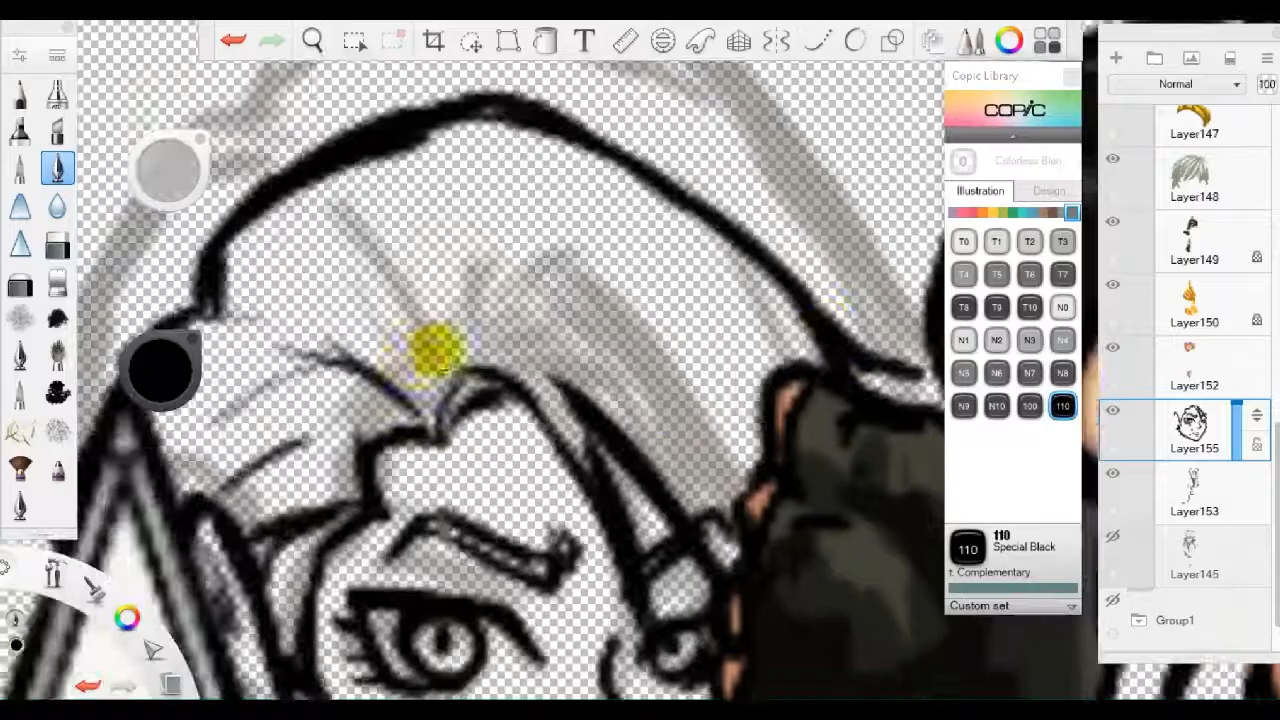 Copic Library
COPIC
0 Colorless Blen
Illustration Design
T0 T1 T2 T3
T4 T5 T6 T7
T8 T9 T10 N0
N1 N2 N3 N4
N5 N6 N7 N8
N9 N10 100 110
110
110
Special Black
t. Complementary
Custom set
Normal 100
Layer147
Layer148
Layer149
Layer150
Layer152
Layer155
Layer153
Layer145
Group1
T